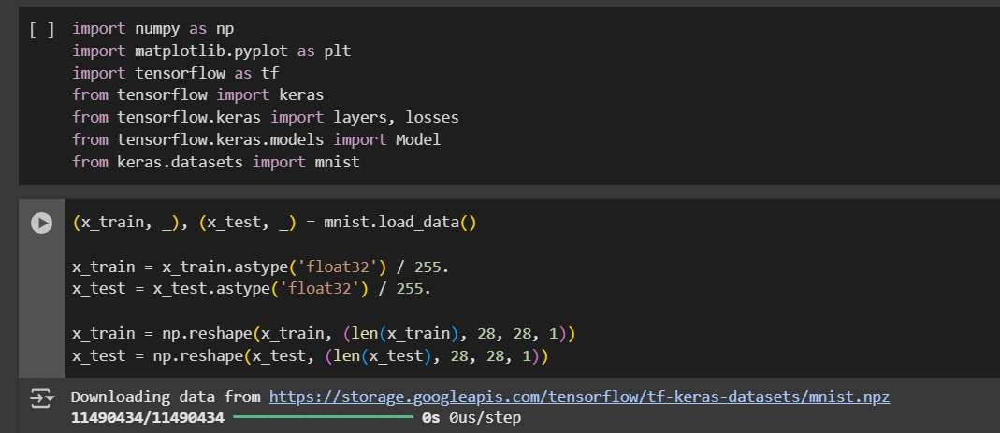 [ ] import numpy as np
import matplotlib.pyplot as plt
import tensorflow as tf
from tensorflow import keras
from tensorflow.keras import layers, losses
from tensorflow.keras.models import Model
from keras.datasets import mnist
(x_train, _), (x_test, _) = mnist.load_data()
x_train = x_train.astype('float32') / 255.
x_test = x_test.astype('float32') / 255.
x_train = np.reshape(x_train, (len(x_train), 28, 28, 1))
x_test = np.reshape(x_test, (len(x_test), 28, 28, 1))
Downloading data from https://storage.googleapis.com/tensorflow/tf-keras-datasets/mnist.npz
11490434/11490434 0s 0us/step